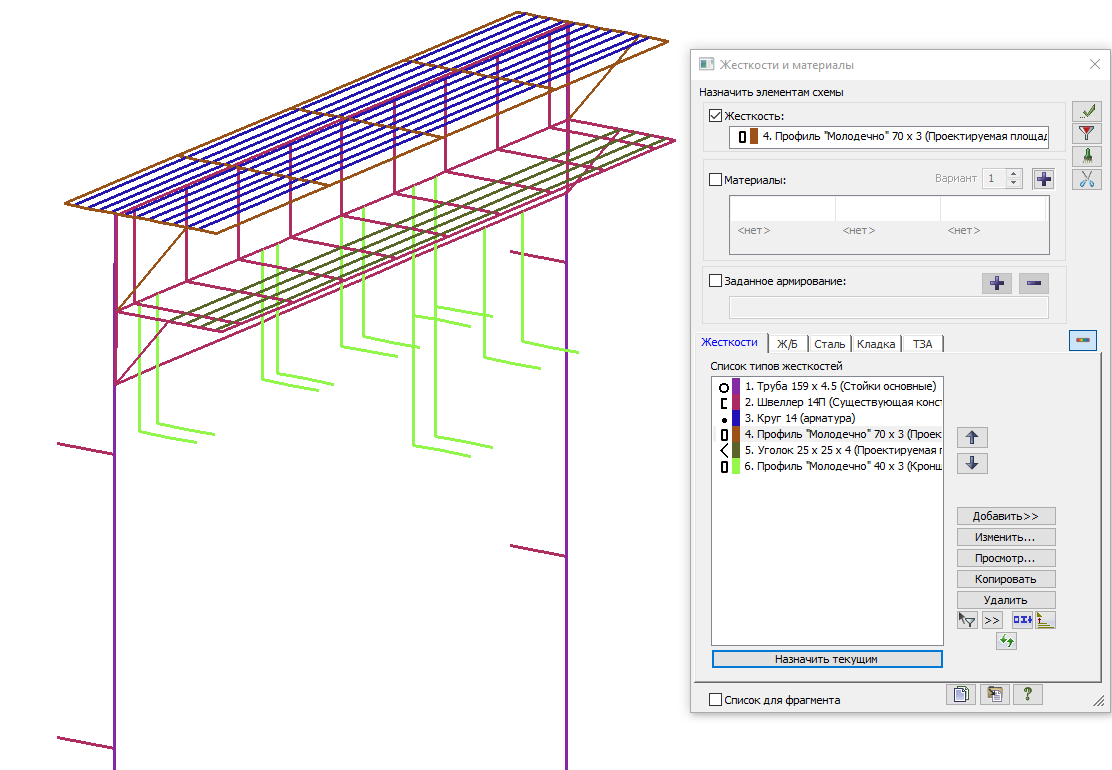 Жесткости и материалы
Назначить элементам схемы
Жесткость:
4. Профиль "Молодечно" 70 x 3 (Проектируемая площад
Материалы:
Вариант 1
<нет> <нет> <нет>
Заданное армирование:
Жесткости Ж/Б Сталь Кладка ТЗА
Список типов жесткостей
1. Труба 159 x 4.5 (Стойки основные)
2. Швеллер 14П (Существующая конст
3. Круг 14 (арматура)
4. Профиль "Молодечно" 70 x 3 (Проек
5. Уголок 25 x 25 x 4 (Проектируемая п
6. Профиль "Молодечно" 40 x 3 (Кронш
Добавить>>
Изменить...
Просмотр...
Копировать
Удалить
>>
Назначить текущим
Список для фрагмента
?